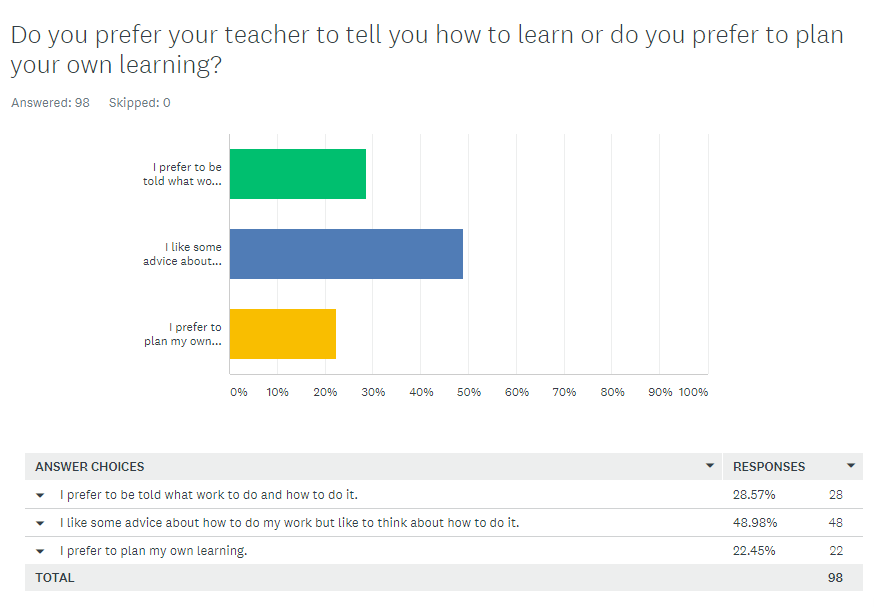 Do you prefer your teacher to tell you how to learn or do you prefer to plan
your own learning?
Answered: 98 Skipped: 0
I prefer to be
told what wo...
I like some
advice about...
I prefer to
plan my own...
0% 10% 20% 30% 40% 50% 60% 70% 80% 90% 100%
ANSWER CHOICES RESPONSES
I prefer to be told what work to do and how to do it. 28.57% 28
I like some advice about how to do my work but like to think about how to do it. 48.98% 48
I prefer to plan my own learning. 22.45% 22
TOTAL 98